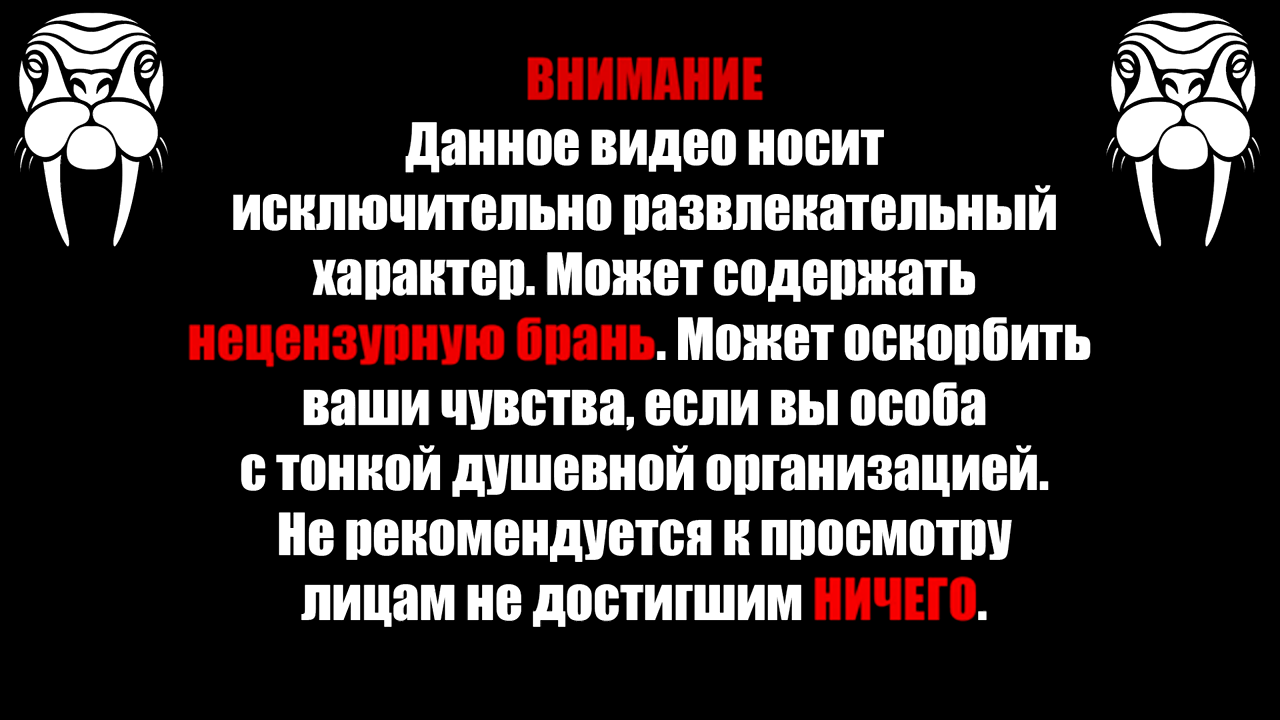 ВНИМАНИЕ
Данное видео носит
исключительно развлекательный
характер. Может содержать
нецензурную брань. Может оскорбить
ваши чувства, если вы особа
с тонкой душевной организацией.
Не рекомендуется к просмотру
лицам не достигшим НИЧЕГО.